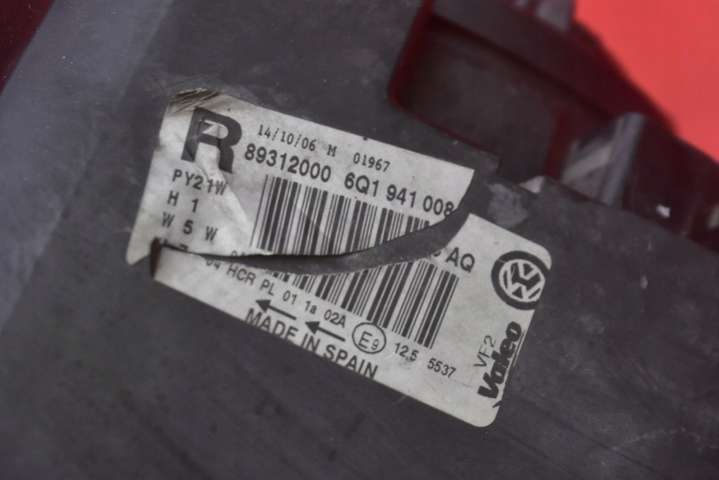 R
14/10/06 M 01967
89312000 6Q1 941 008
PY21W
H 1
W 5 W
AQ
04 HCR PL 01 1a 02A
E9 12,5 5537
MADE IN SPAIN
VF2
Valeo